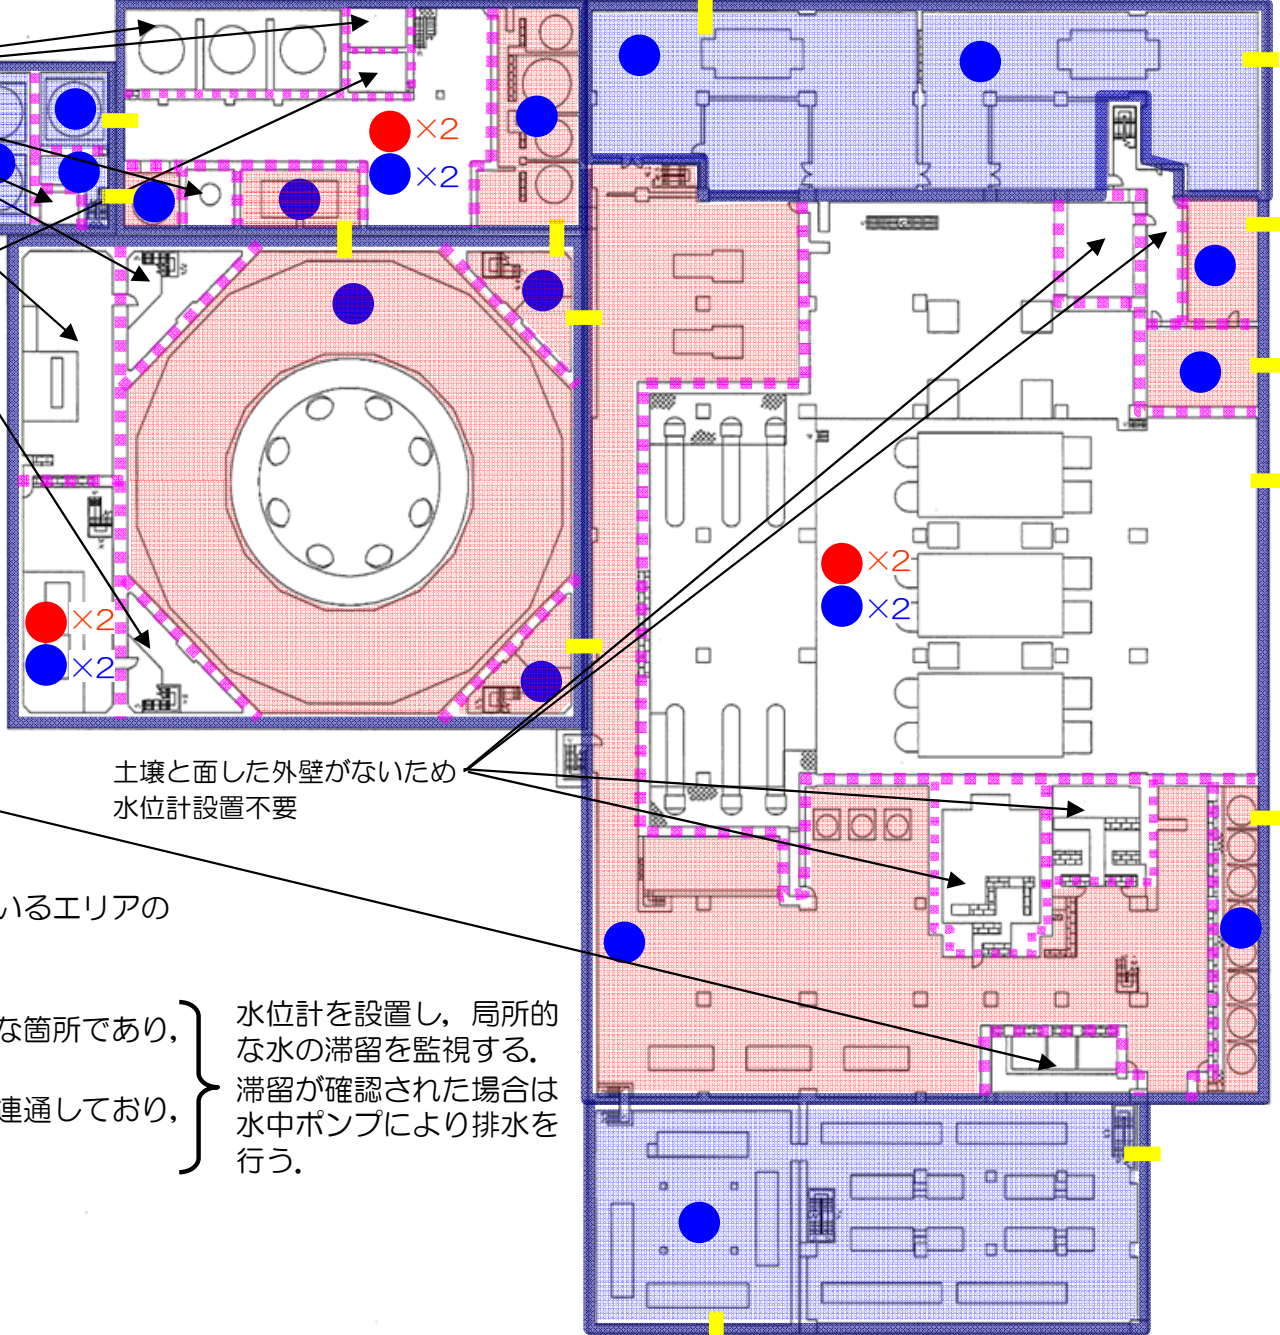 ×2
×2
×2
×2
×2
×2
土壌と面した外壁がないため
水位計設置不要
いるエリアの
な箇所であり，
連通しており，
水位計を設置し，局所的
な水の滞留を監視する．
滞留が確認された場合は
水中ポンプにより排水を
行う．